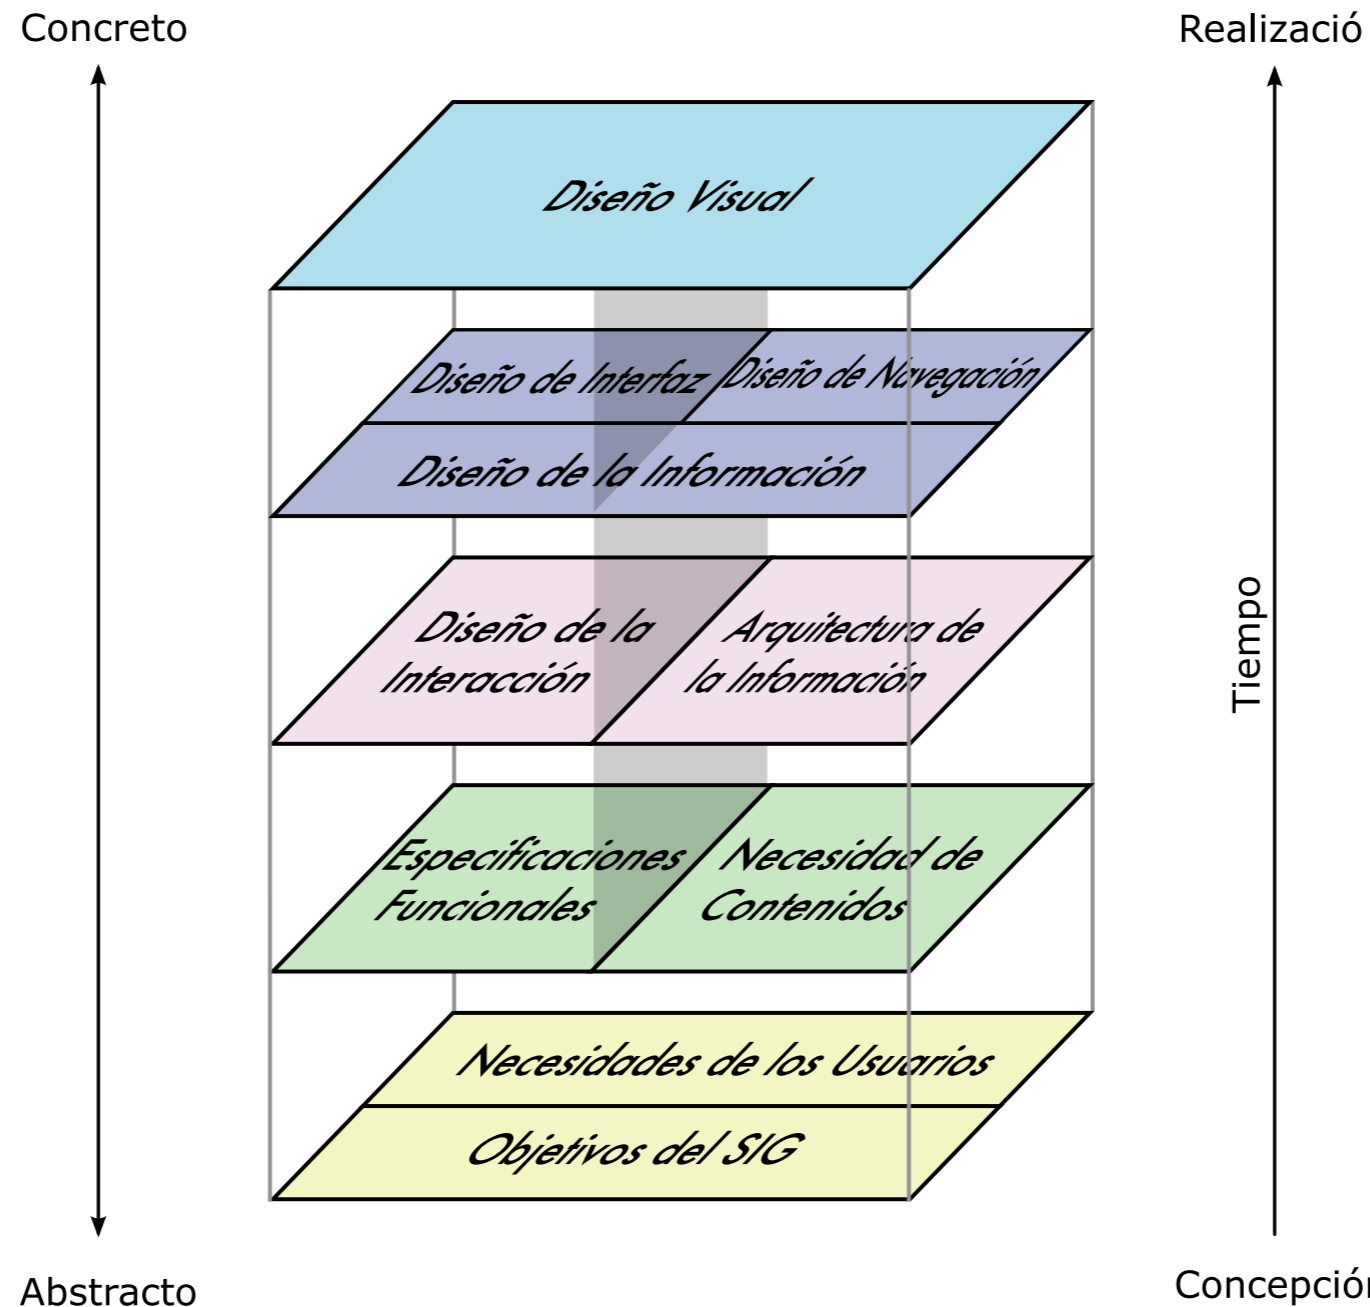 Concreto
Realizació
Diseño Visual
Diseño de Interfaz
Diseño de Navegación
Diseño de la Información
Diseño de la
Interacción
Arquitectura de
la Información
Tiempo
Especificaciones
Funcionales
Necesidad de
Contenidos
Necesidades de los Usuarios
Objetivos del SIG
Abstracto
Concepción